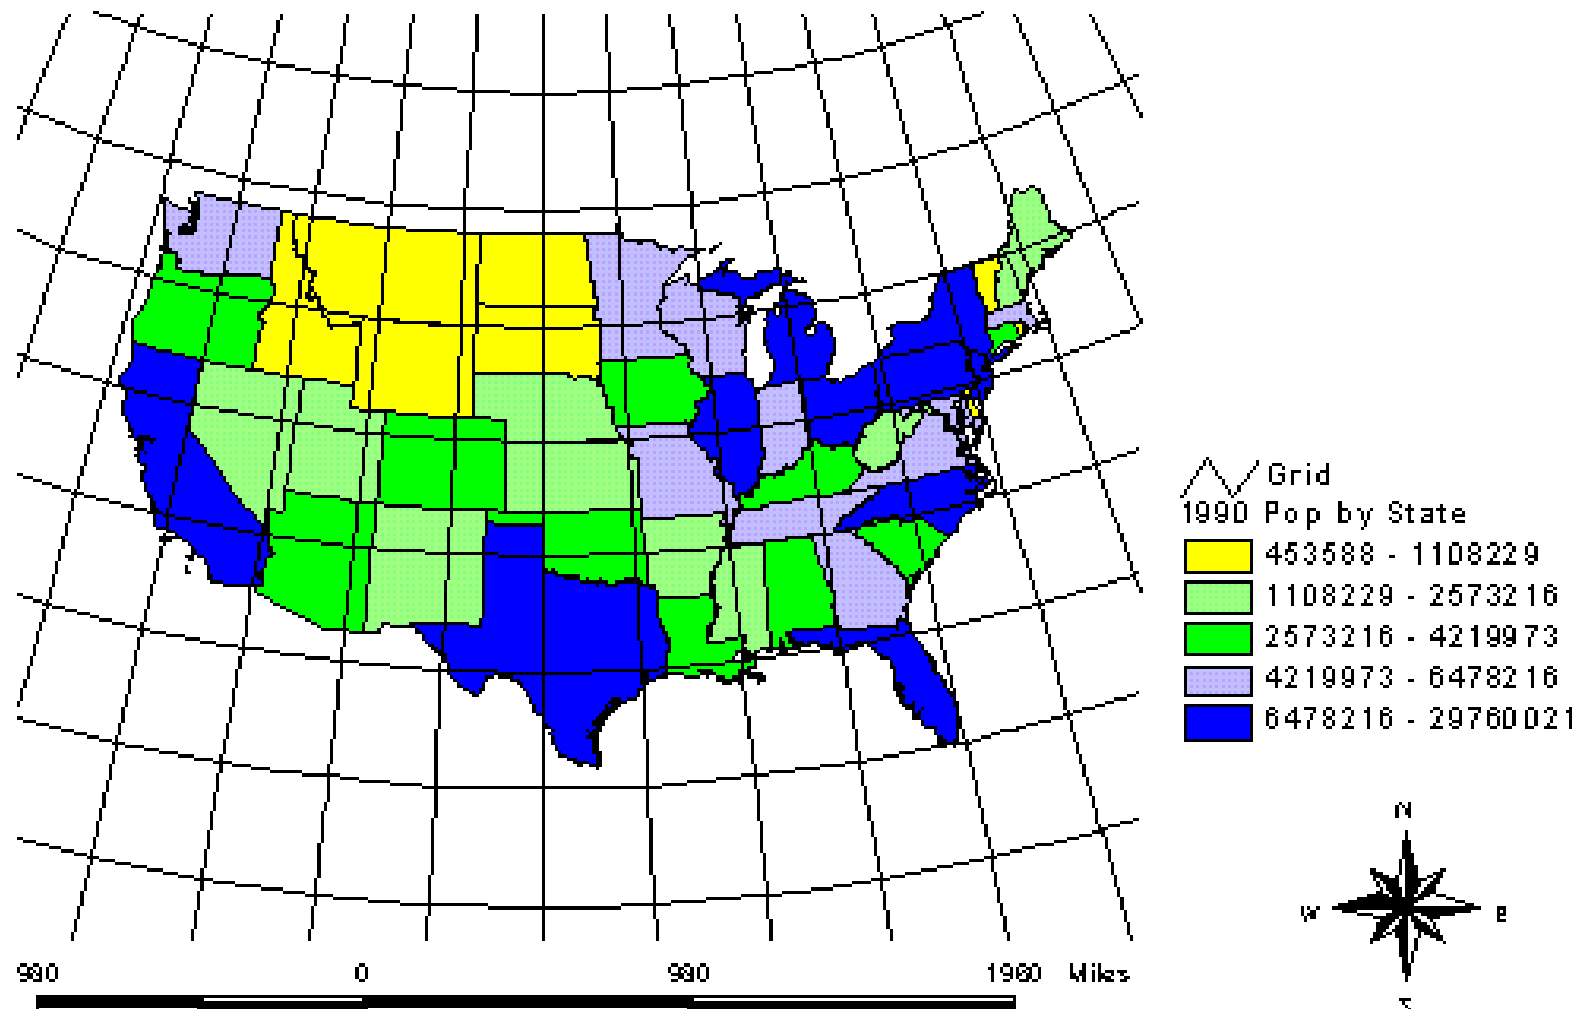 Grid
1990 Pop by State
453588 - 1108229
1108229 - 2573216
2573216 - 4219973
4219973 - 6478216
6478216 - 29760021
N
W E
S
980 0 980 1960 Miles